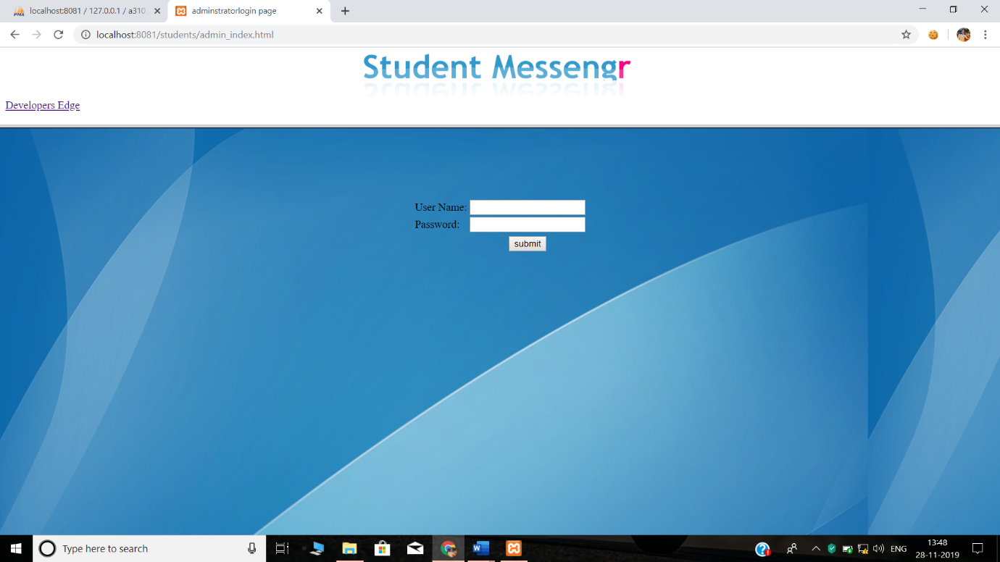 localhost:8081 / 127.0.0.1 / a310
adminstratorlogin page
localhost:8081/students/admin_index.html
Student Messengr
Developers Edge
User Name:
Password:
submit
Type here to search
ENG
13:48
28-11-2019